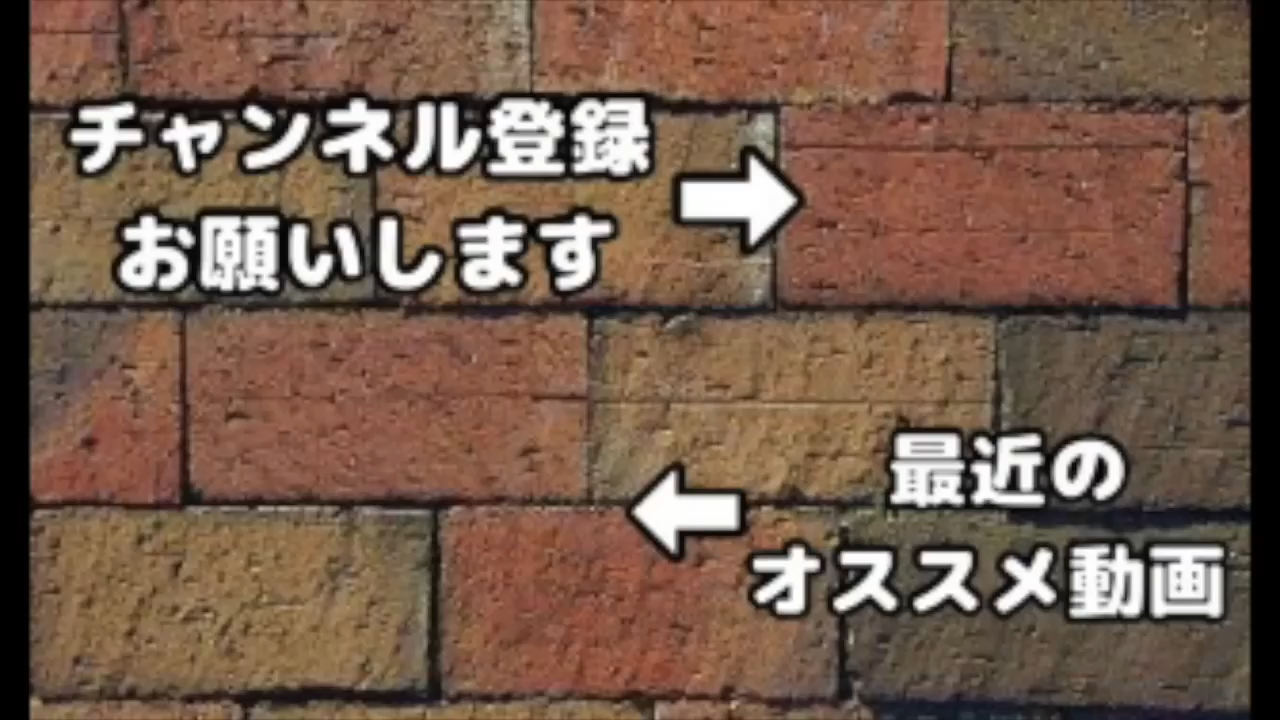 チャンネル登録
お願いします
最近の
オススメ動画